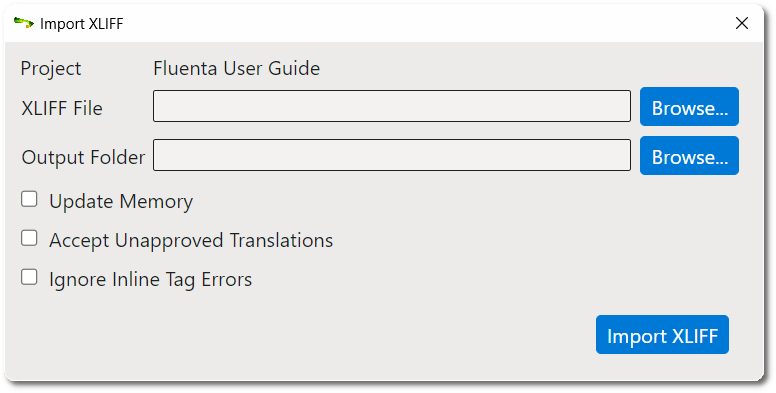 Import XLIFF
Project Fluenta User Guide
XLIFF File Browse...
Output Folder Browse...
Update Memory
Accept Unapproved Translations
Ignore Inline Tag Errors
Import XLIFF